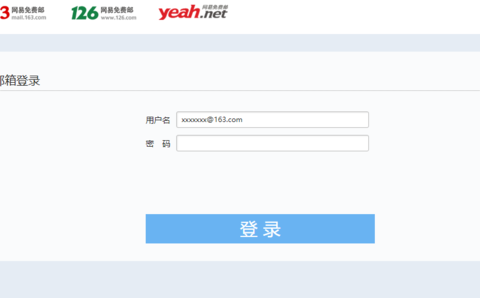 3 网易免费邮 126 网易免费邮 yeah.net 网易免费邮
mail.163.com www.126.com
邮箱登录
用户名 xxxxxxx@163.com
密 码
登 录